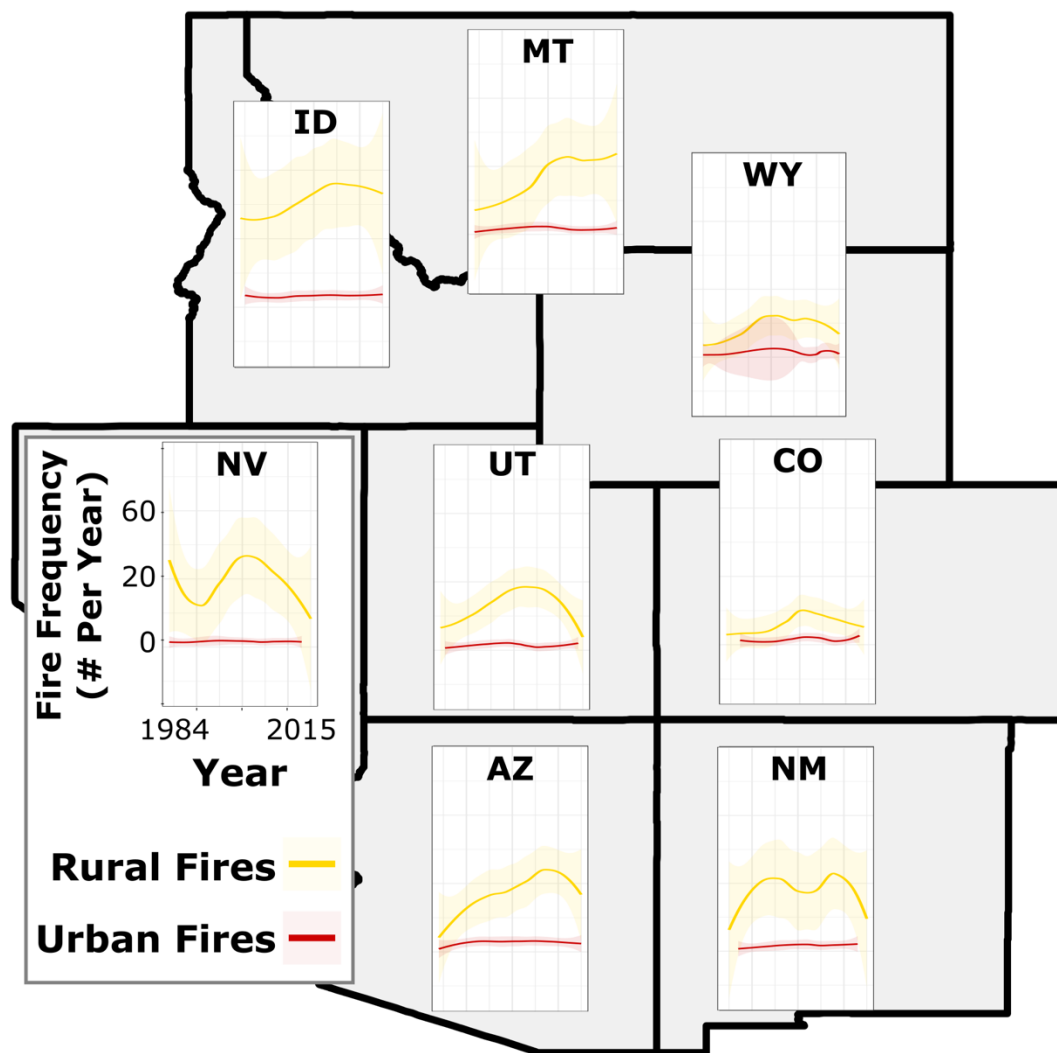 MT
ID
WY
NV
Fire Frequency
(# Per Year)
60
20
0
1984 2015
Year
UT
CO
AZ
NM
Rural Fires
Urban Fires